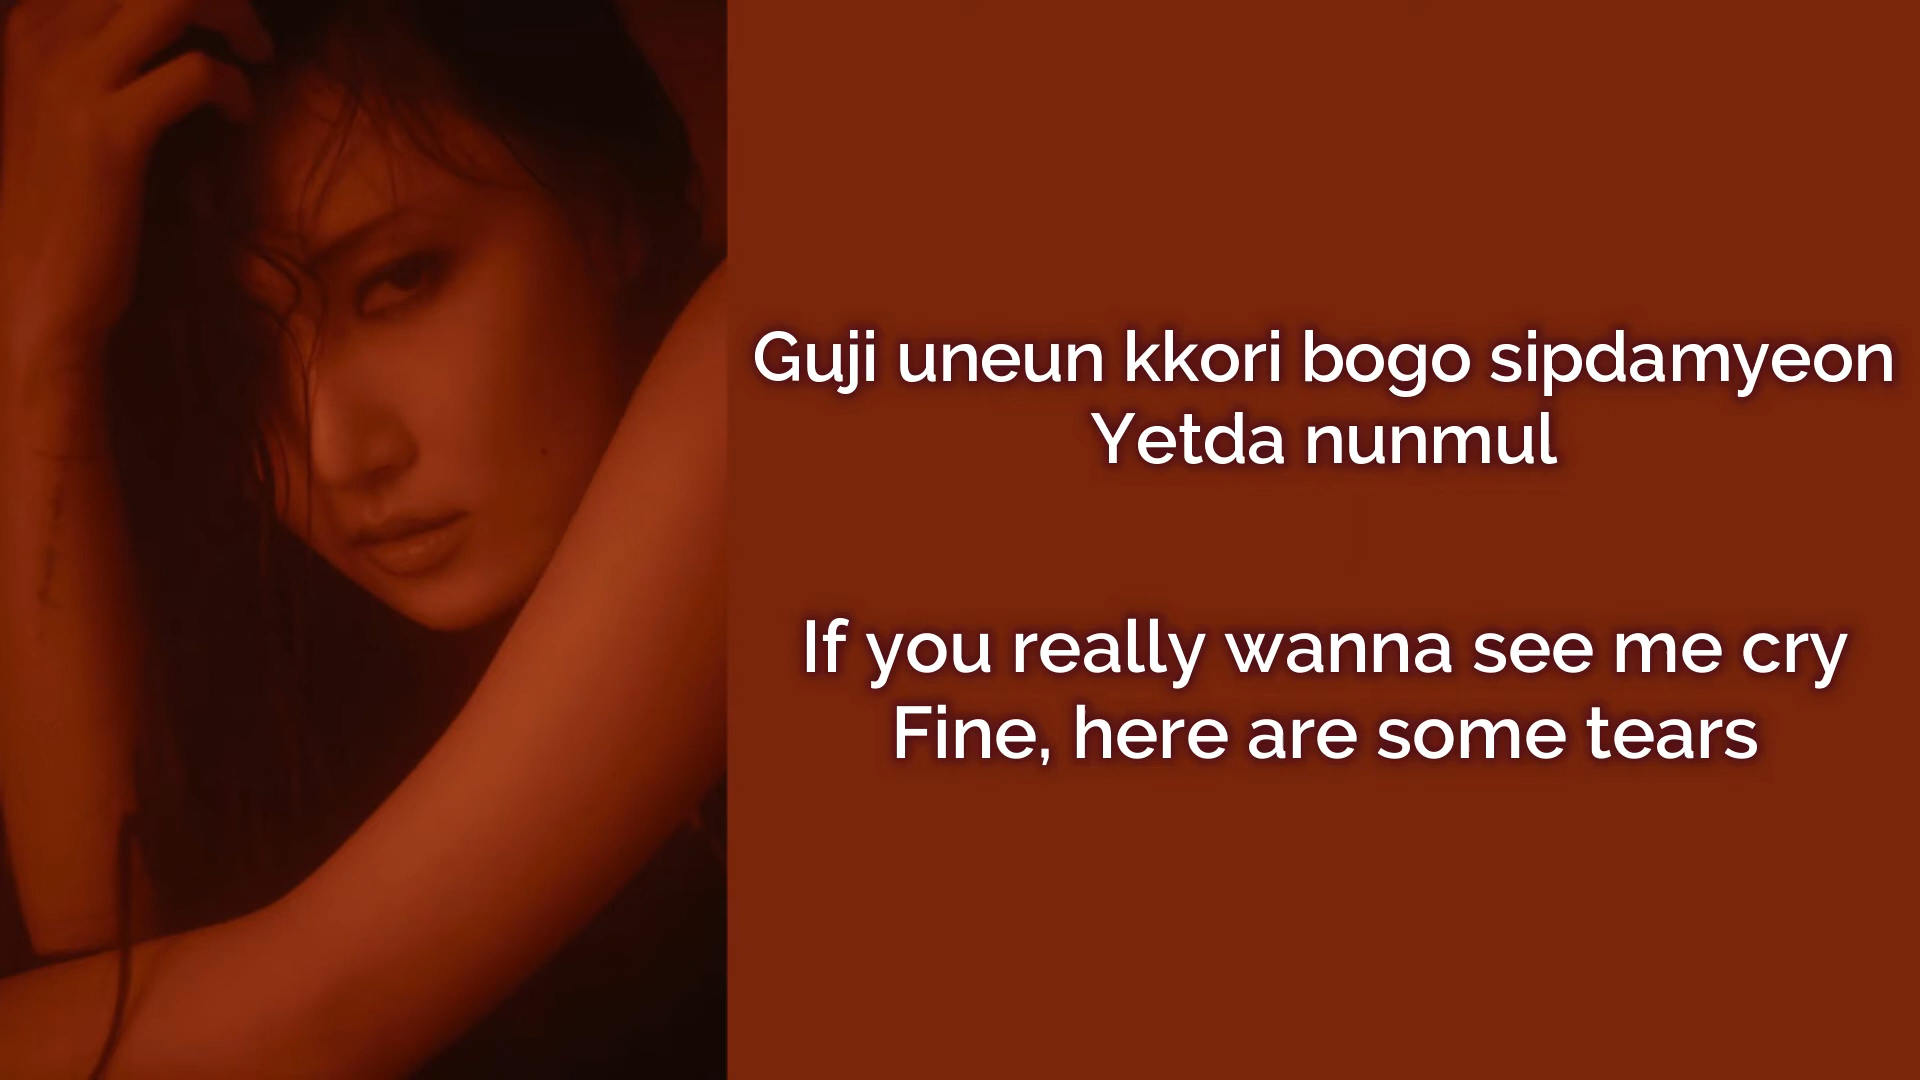 Guji uneun kkori bogo sipdamyeon
Yetda nunmul
If you really wanna see me cry
Fine, here are some tears